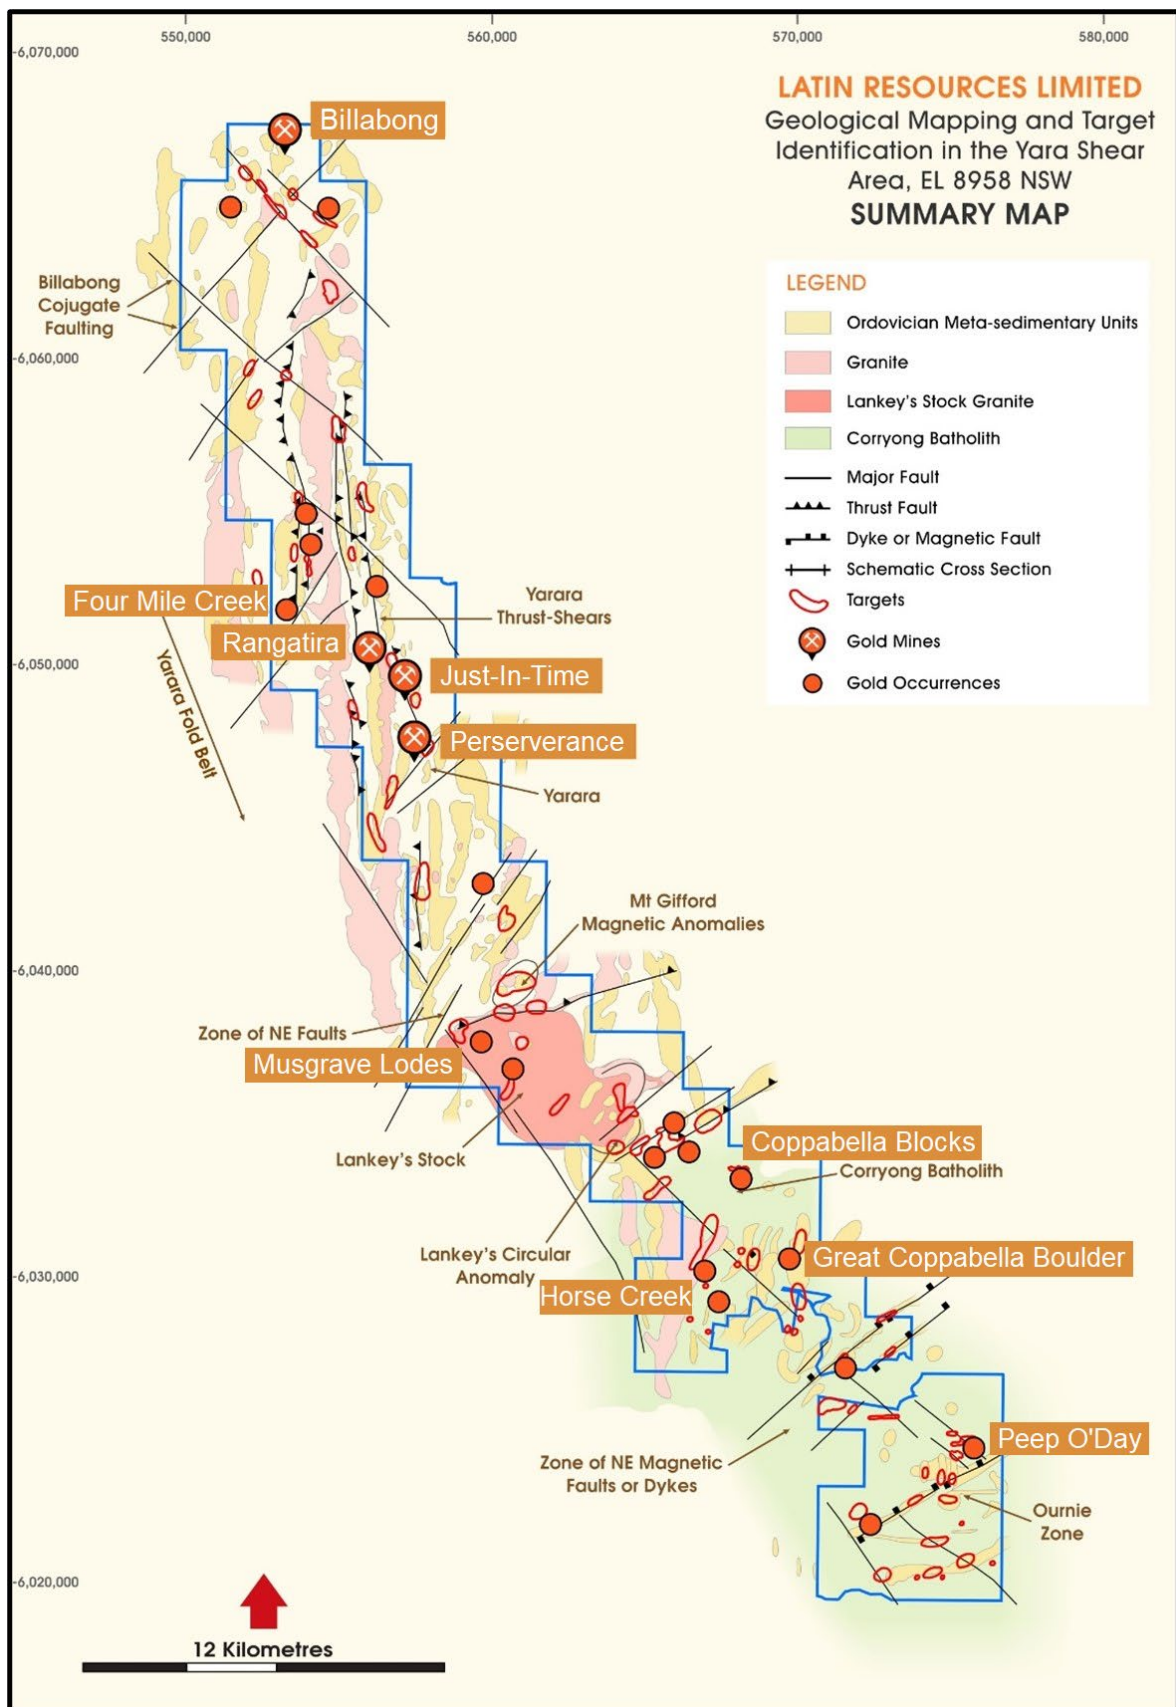 550,000
560,000
570,000
580,000
6,070,000
LATIN RESOURCES LIMITED
Geological Mapping and Target
Identification in the Yara Shear
Area, EL 8958 NSW
SUMMARY MAP
Billabong
LEGEND
Ordovician Meta-sedimentary Units
Granite
Lankey's Stock Granite
Corryong Batholith
Major Fault
Thrust Fault
Dyke or Magnetic Fault
Schematic Cross Section
Targets
Gold Mines
Gold Occurrences
Billabong
Cojugate
Faulting
6,060,000
Four Mile Creek
Yarara
Thrust-Shears
Rangatira
6,050,000
Just-In-Time
Yarara Fold Belt
Perserverance
Yarara
Mt Gifford
Magnetic Anomalies
6,040,000
Zone of NE Faults
Musgrave Lodes
Lankey's Stock
Coppabella Blocks
Corryong Batholith
Lankey's Circular
Anomaly
Great Coppabella Boulder
6,030,000
Horse Creek
Peep O'Day
Zone of NE Magnetic
Faults or Dykes
Ournie
Zone
6,020,000
12 Kilometres